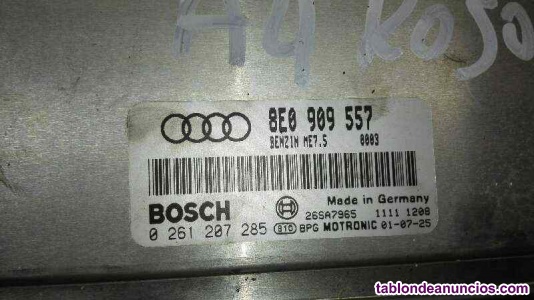 A4 ROJO
8E0 909 557
BENZIN ME7.5 0003
BOSCH
Made in Germany
26SA7965 1111 1208
0 261 207 285 BPG MOTRONIC 01-07-25
tablondeanuncios.com